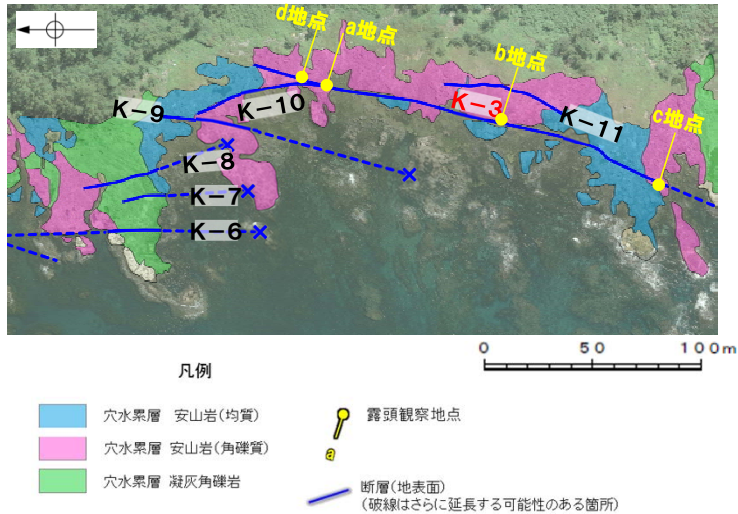 d地点
a地点
b地点
c地点
K-9
K-10
K-3
K-11
K-8
K-7
K-6
0 50 100m
凡例
穴水累層 安山岩(均質)
穴水累層 安山岩(角礫質)
穴水累層 凝灰角礫岩
露頭観察地点
a
断層(地表面)
(破線はさらに延長する可能性のある箇所)